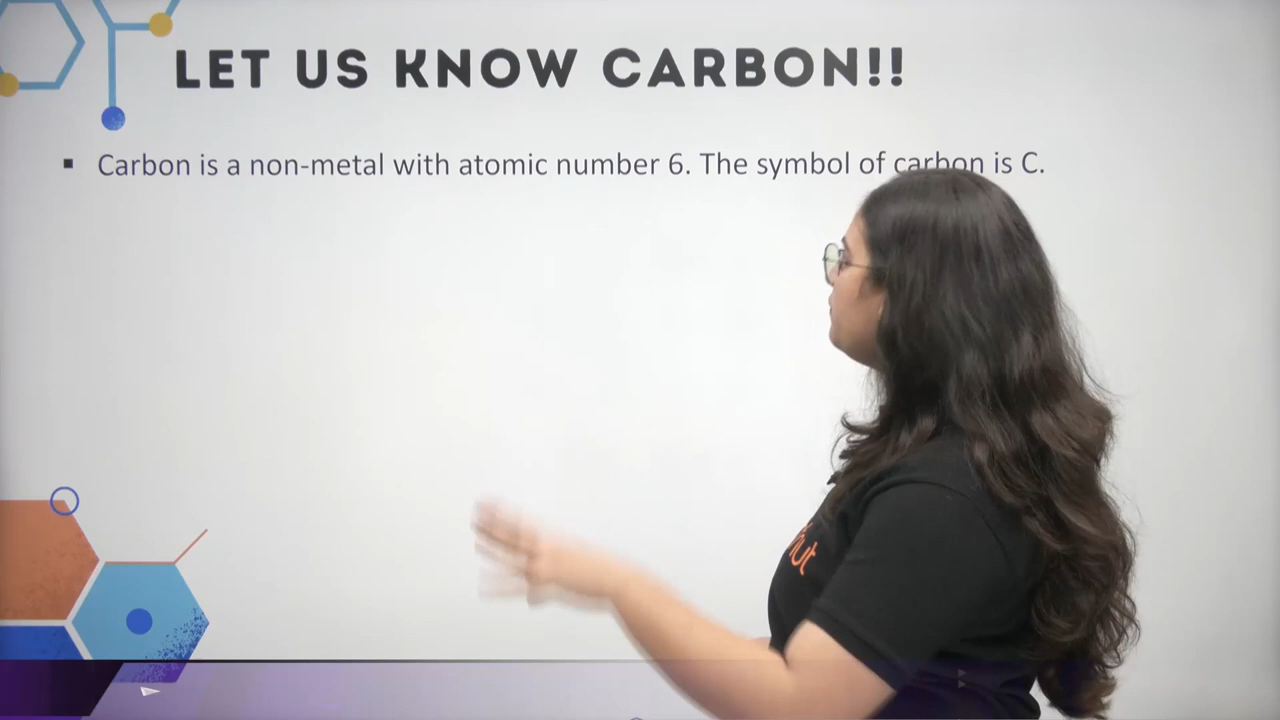 LET US KNOW CARBON!!
▪ Carbon is a non-metal with atomic number 6. The symbol of carbon is C.